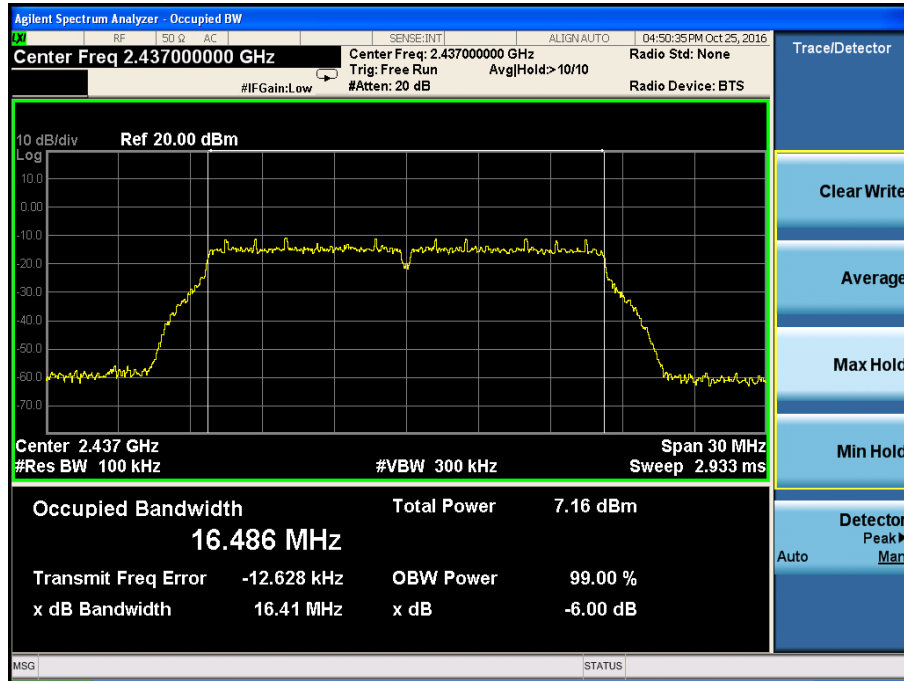 Agilent Spectrum Analyzer - Occupied BW
LXI RF 50 Ω AC SENSE:INT ALIGN AUTO 04:50:35 PM Oct 25, 2016
Center Freq 2.437000000 GHz
Center Freq: 2.437000000 GHz Radio Std: None
Trig: Free Run Avg|Hold:> 10/10
#IFGain:Low #Atten: 20 dB Radio Device: BTS
Trace/Detector
10 dB/div Ref 20.00 dBm
Log
10.0
0.00
-10.0
-20.0
-30.0
-40.0
-50.0
-60.0
-70.0
Center 2.437 GHz Span 30 MHz
#Res BW 100 kHz #VBW 300 kHz Sweep 2.933 ms
Occupied Bandwidth Total Power 7.16 dBm
16.486 MHz
Transmit Freq Error -12.628 kHz OBW Power 99.00 %
x dB Bandwidth 16.41 MHz x dB -6.00 dB
Clear Write
Average
Max Hold
Min Hold
Detector
Peak▶
Auto Man
MSG STATUS